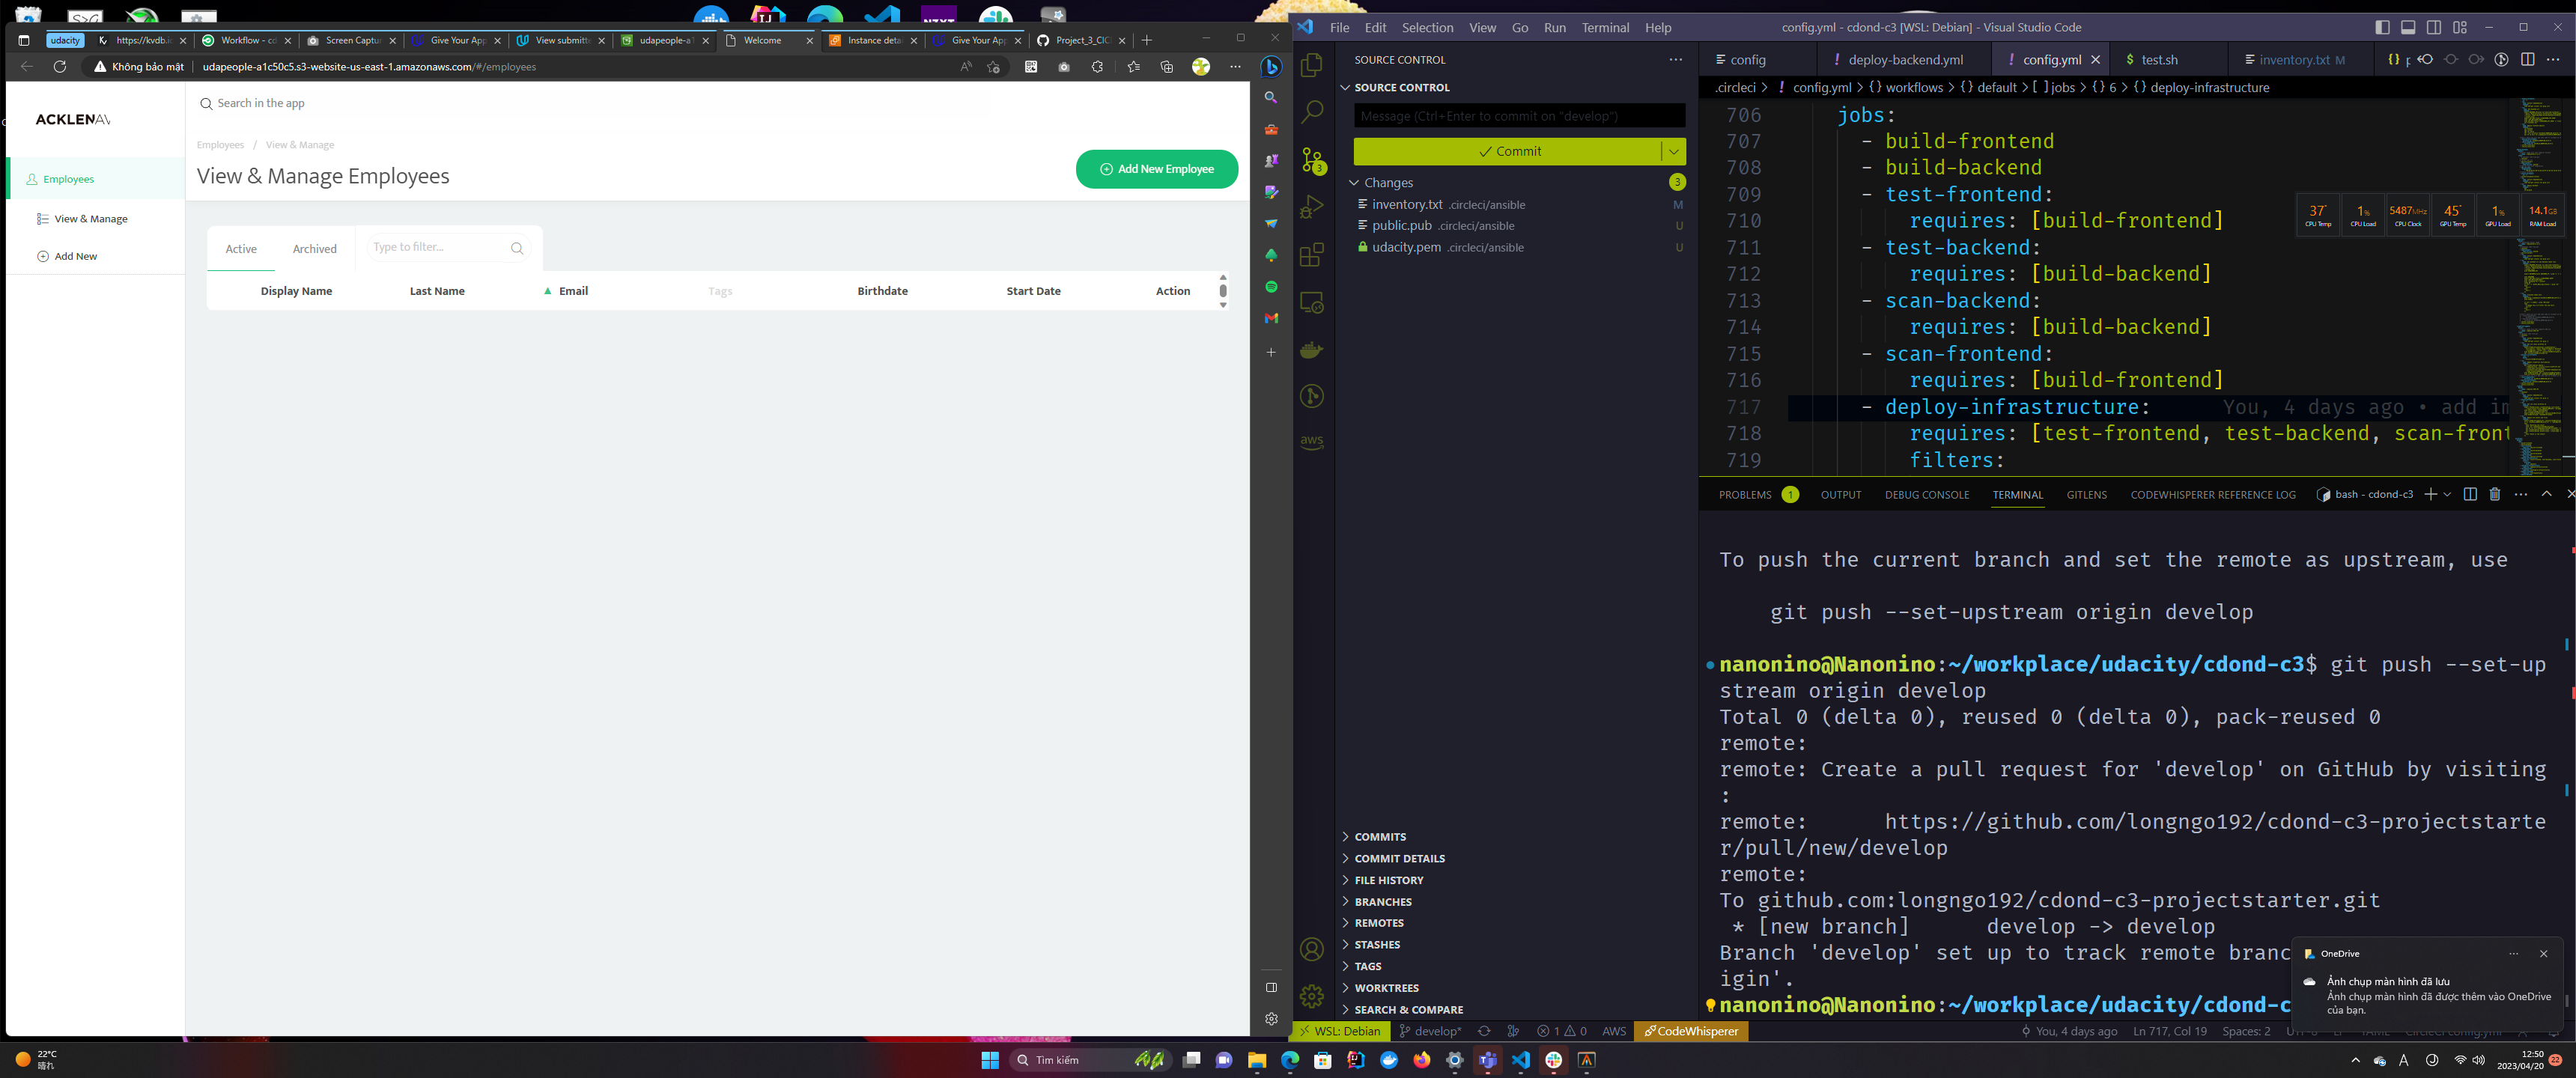 udacity
https://kvdb.i
Workflow - cd
Screen Captur
Give Your App
View submitte
udapeople-a1
Welcome
Instance deta
Give Your App
Project_3_CIC
Không bảo mật
udapeople-a1c50c5.s3-website-us-east-1.amazonaws.com/#/employees
ACKLENAV
Search in the app
Employees / View & Manage
View & Manage Employees
Add New Employee
Employees
View & Manage
Add New
Active
Archived
Type to filter...
Display Name
Last Name
Email
Tags
Birthdate
Start Date
Action
File Edit Selection View Go Run Terminal Help
config.yml - cdond-c3 [WSL: Debian] - Visual Studio Code
SOURCE CONTROL
SOURCE CONTROL
Message (Ctrl+Enter to commit on "develop")
Commit
Changes
3
3
inventory.txt .circleci/ansible M
public.pub .circleci/ansible U
udacity.pem .circleci/ansible U
aws
COMMITS
COMMIT DETAILS
FILE HISTORY
BRANCHES
REMOTES
STASHES
TAGS
WORKTREES
SEARCH & COMPARE
config
deploy-backend.yml
config.yml
test.sh
inventory.txt M
.circleci > config.yml > {} workflows > {} default > [ ] jobs > {} 6 > {} deploy-infrastructure
706 jobs:
707 - build-frontend
708 - build-backend
709 - test-frontend:
710 requires: [build-frontend]
711 - test-backend:
712 requires: [build-backend]
713 - scan-backend:
714 requires: [build-backend]
715 - scan-frontend:
716 requires: [build-frontend]
717 - deploy-infrastructure: You, 4 days ago • add im
718 requires: [test-frontend, test-backend, scan-front
719 filters:
37° 1% 5487MHz 45° 1% 14.1GB
CPU Temp CPU Load CPU Clock GPU Temp GPU Load RAM Load
PROBLEMS 1 OUTPUT DEBUG CONSOLE TERMINAL GITLENS CODEWHISPERER REFERENCE LOG bash - cdond-c3
To push the current branch and set the remote as upstream, use
git push --set-upstream origin develop
nanonino@Nanonino:~/workplace/udacity/cdond-c3$ git push --set-up
stream origin develop
Total 0 (delta 0), reused 0 (delta 0), pack-reused 0
remote:
remote: Create a pull request for 'develop' on GitHub by visiting
:
remote: https://github.com/longngo192/cdond-c3-projectstarte
r/pull/new/develop
remote:
To github.com:longngo192/cdond-c3-projectstarter.git
* [new branch] develop -> develop
Branch 'develop' set up to track remote branc
igin'.
nanonino@Nanonino:~/workplace/udacity/cdond-c
OneDrive
Ảnh chụp màn hình đã lưu
Ảnh chụp màn hình đã được thêm vào OneDrive
của bạn.
WSL: Debian develop* 1 0 AWS CodeWhisperer
You, 4 days ago Ln 717, Col 19 Spaces: 2
22°C
晴れ
Tìm kiếm
A
12:50
2023/04/20
22